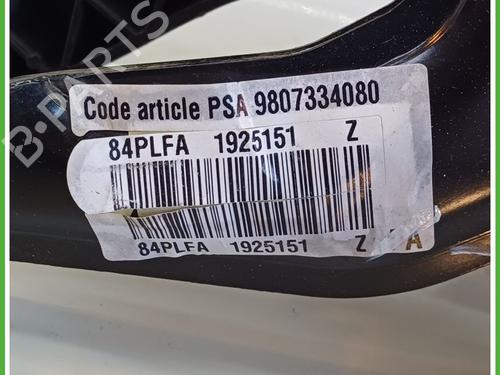 B-PARTS
Code article PSA 9807334080
84PLFA 1925151 Z
84PLFA 1925151 Z A